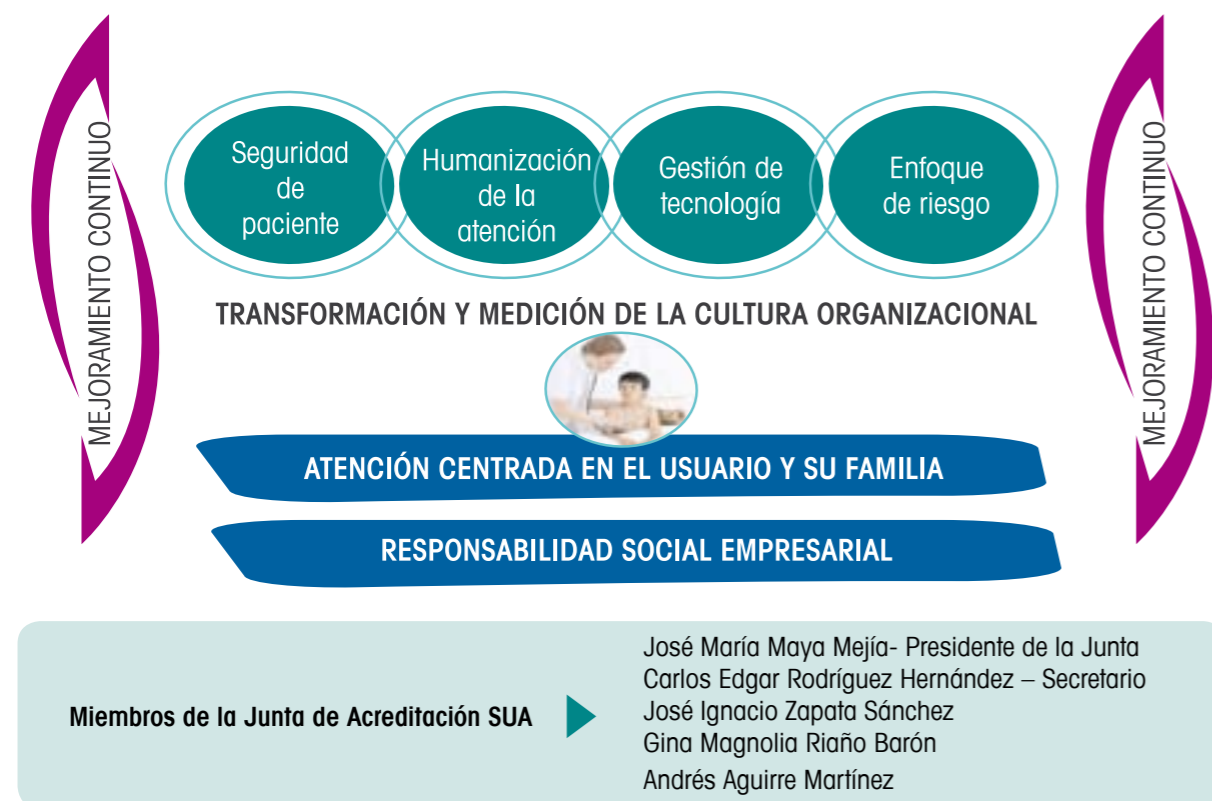 MEJORAMIENTO CONTINUO
Seguridad
de
paciente
Humanización
de la
atención
Gestión de
tecnología
Enfoque
de riesgo
MEJORAMIENTO CONTINUO
TRANSFORMACIÓN Y MEDICIÓN DE LA CULTURA ORGANIZACIONAL
ATENCIÓN CENTRADA EN EL USUARIO Y SU FAMILIA
RESPONSABILIDAD SOCIAL EMPRESARIAL
Miembros de la Junta de Acreditación SUA
José María Maya Mejía- Presidente de la Junta
Carlos Edgar Rodríguez Hernández – Secretario
José Ignacio Zapata Sánchez
Gina Magnolia Riaño Barón
Andrés Aguirre Martínez